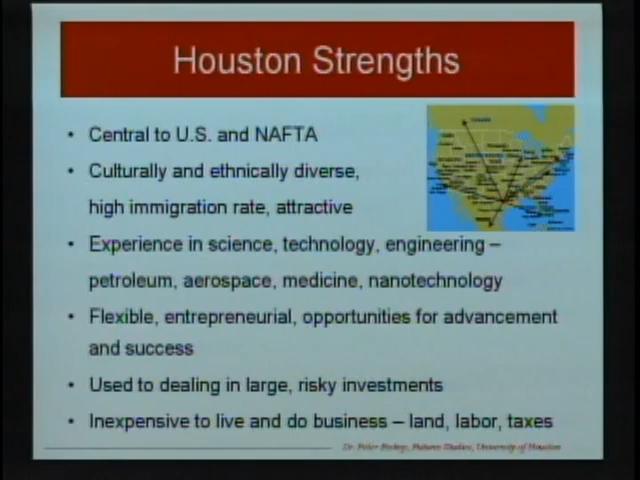 Houston Strengths
• Central to U.S. and NAFTA
• Culturally and ethnically diverse,
high immigration rate, attractive
• Experience in science, technology, engineering –
petroleum, aerospace, medicine, nanotechnology
• Flexible, entrepreneurial, opportunities for advancement
and success
• Used to dealing in large, risky investments
• Inexpensive to live and do business – land, labor, taxes
Dr. Peter Bishop, Futures Studies, University of Houston